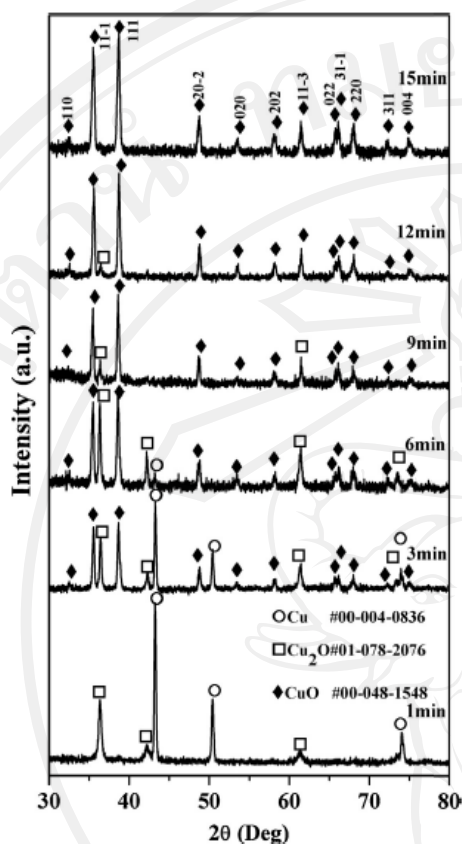 110
11-1
111
20-2
020
202
11-3
022
31-1
220
311
004
15min
12min
9min
6min
3min
○Cu #00-004-0836
□Cu2O#01-078-2076
◆CuO #00-048-1548
1min
Intensity (a.u.)
30 40 50 60 70 80
2θ (Deg)